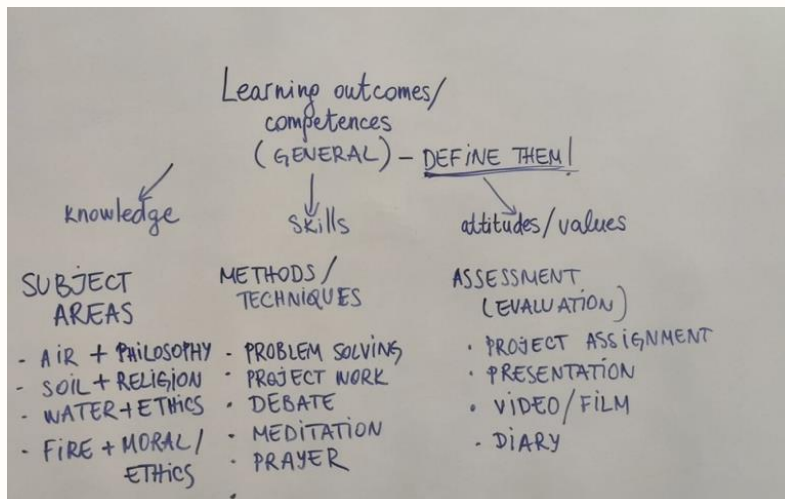 Learning outcomes/
competences
(GENERAL) - DEFINE THEM!
knowledge
skills
attitudes/values
SUBJECT
AREAS
- AIR + PHILOSOPHY
- SOIL + RELIGION
- WATER + ETHICS
- FIRE + MORAL/
ETHICS
METHODS/
TECHNIQUES
- PROBLEM SOLVING
• PROJECT WORK
• DEBATE
• MEDITATION
• PRAYER
•
ASSESSMENT
(EVALUATION)
• PROJECT ASSIGNMENT
• PRESENTATION
• VIDEO/FILM
• DIARY